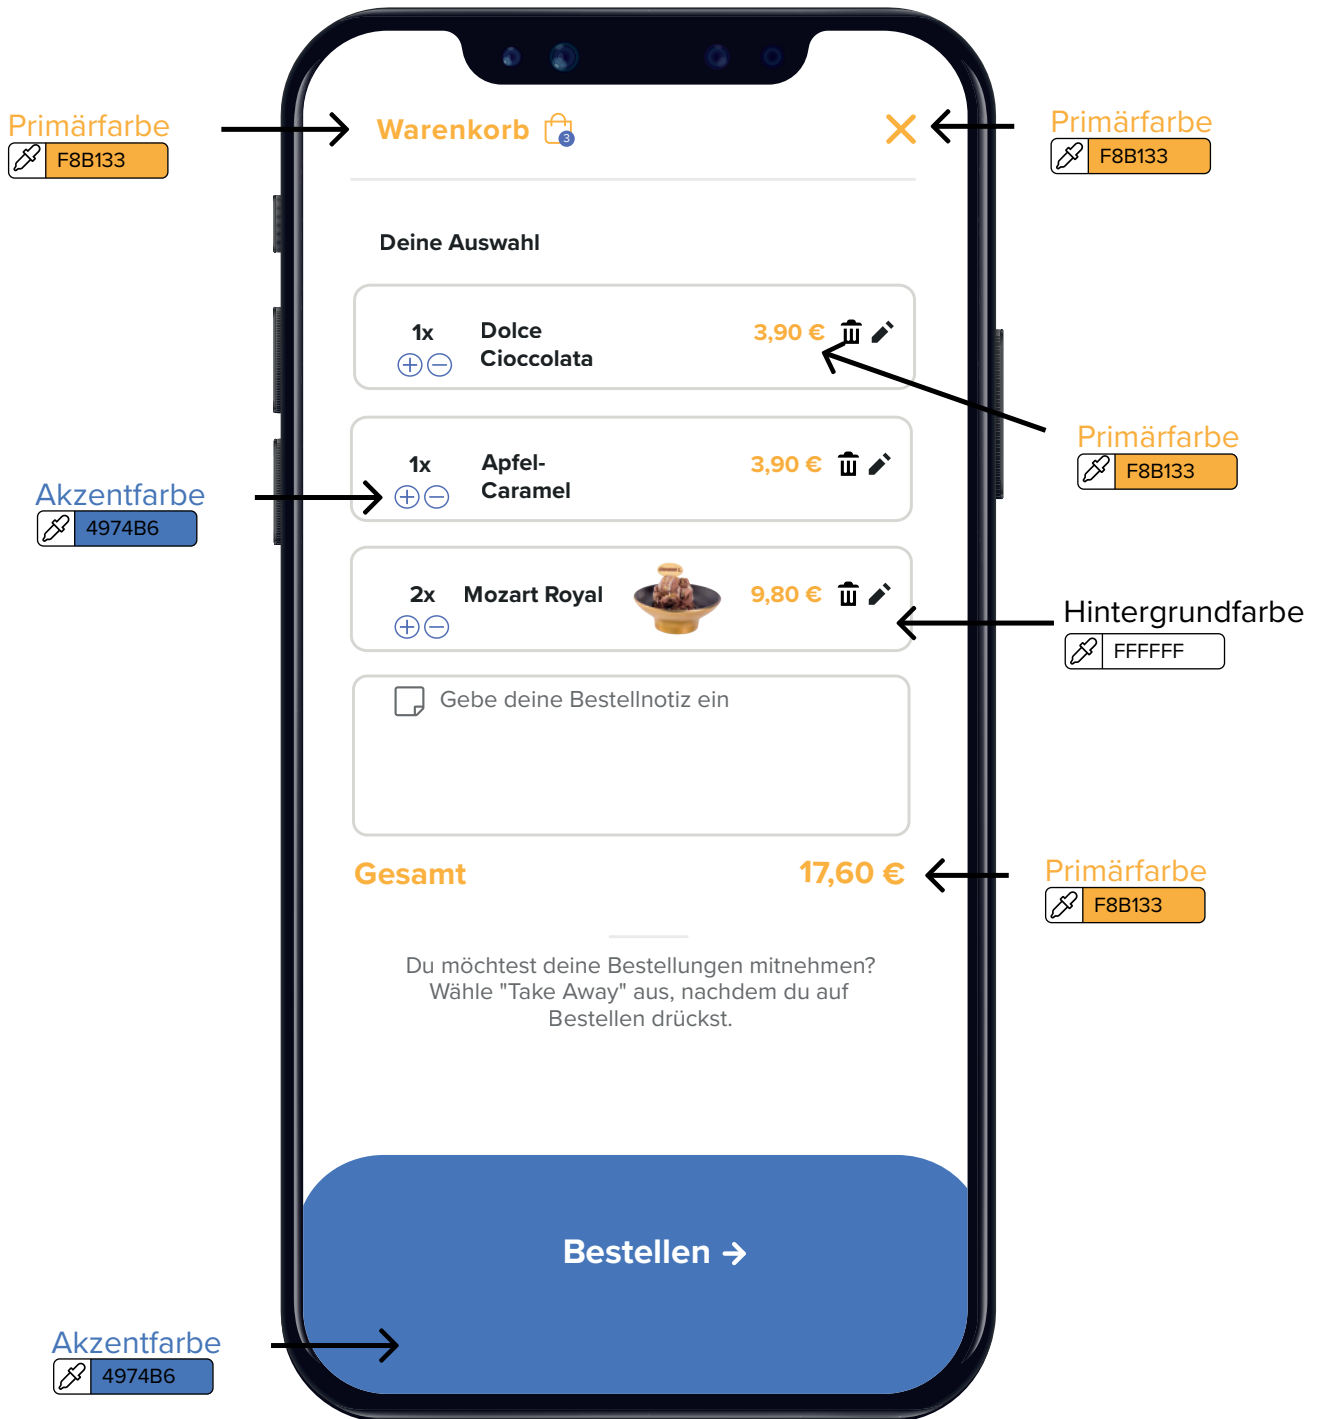 Primärfarbe
F8B133
Warenkorb 3
Primärfarbe
F8B133
Deine Auswahl
1x Dolce Cioccolata 3,90 €
Primärfarbe
F8B133
1x Apfel-
Caramel 3,90 €
Akzentfarbe
4974B6
2x Mozart Royal 9,80 €
Hintergrundfarbe
FFFFFF
Gebe deine Bestellnotiz ein
Gesamt 17,60 €
Primärfarbe
F8B133
Du möchtest deine Bestellungen mitnehmen?
Wähle "Take Away" aus, nachdem du auf
Bestellen drückst.
Bestellen →
Akzentfarbe
4974B6